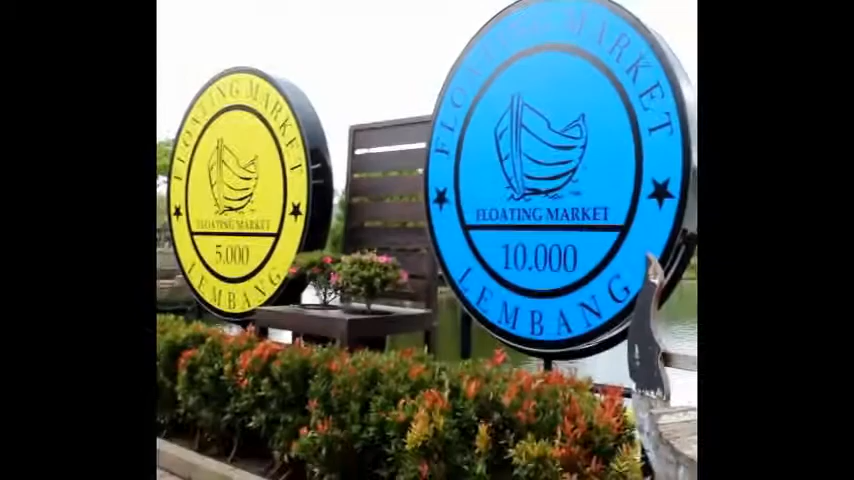 FLOATING MARKET
FLOATING MARKET
5.000
LEMBANG
FLOATING MARKET
FLOATING MARKET
10.000
LEMBANG